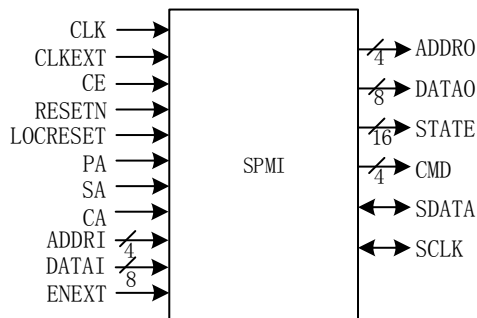 CLK
CLKEXT
CE
RESETN
LOCRESET
PA
SA
CA
ADDRI 4
DATAI 8
ENEXT
SPMI
4 ADDRO
8 DATAO
16 STATE
4 CMD
SDATA
SCLK